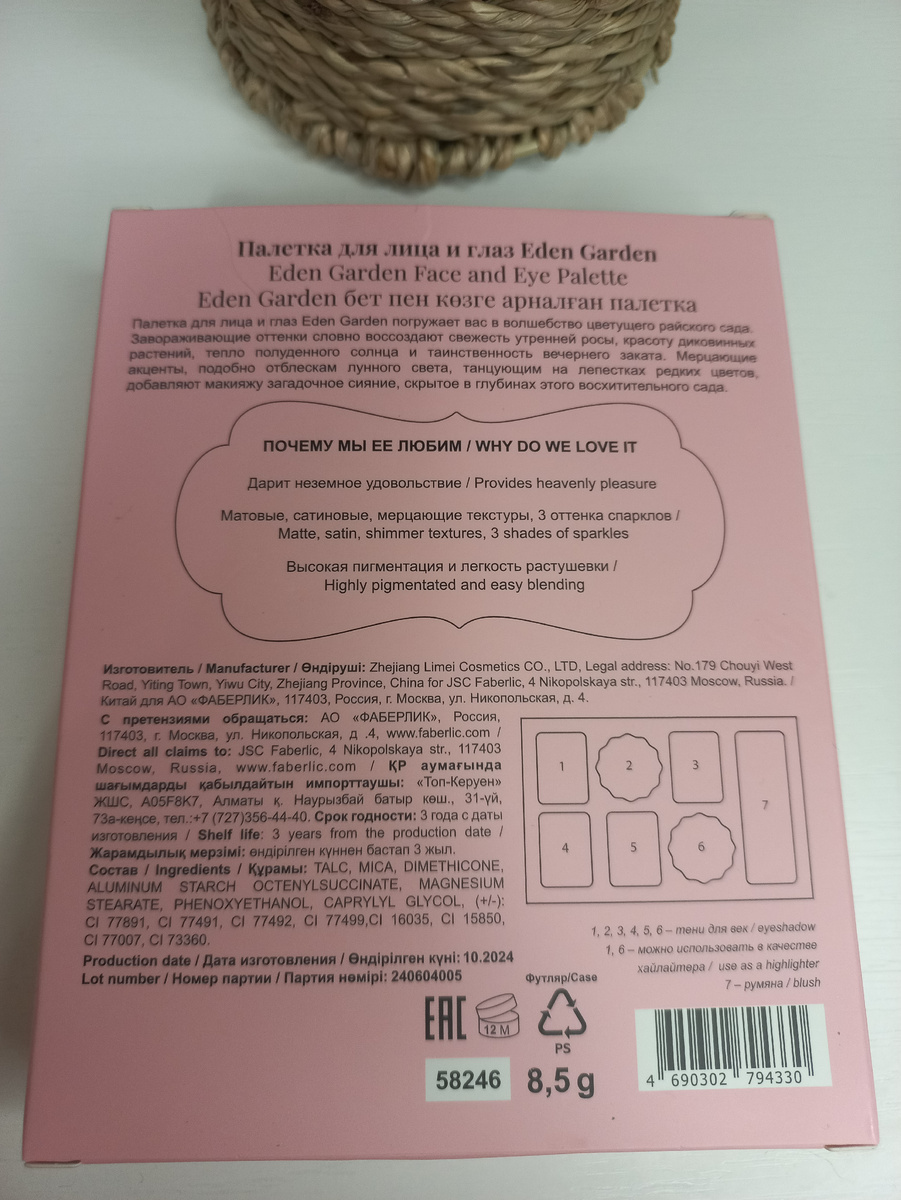 Палетка для лица и глаз Eden Garden
Eden Garden Face and Eye Palette
Eden Garden бет пен көзге арналған палетка
Палетка для лица и глаз Eden Garden погружает вас в волшебство цветущего райского сада.
Завораживающие оттенки словно воссоздают свежесть утренней росы, красоту диковинных
растений, тепло полуденного солнца и таинственность вечернего заката. Мерцающие
акценты, подобно отблескам лунного света, танцующим на лепестках редких цветов,
добавляют макияжу загадочное сияние, скрытое в глубинах этого восхитительного сада.
ПОЧЕМУ МЫ ЕЕ ЛЮБИМ / WHY DO WE LOVE IT
Дарит неземное удовольствие / Provides heavenly pleasure
Матовые, сатиновые, мерцающие текстуры, 3 оттенка спарклов /
Matte, satin, shimmer textures, 3 shades of sparkles
Высокая пигментация и легкость растушевки /
Highly pigmentated and easy blending
Изготовитель / Manufacturer / Өндіруші: Zhejiang Limei Cosmetics CO., LTD, Legal address: No.179 Chouyi West
Road, Yiting Town, Yiwu City, Zhejiang Province, China for JSC Faberlic, 4 Nikopolskaya str., 117403 Moscow, Russia. /
Китай для АО «ФАБЕРЛИК», 117403, Россия, г. Москва, ул. Никопольская, д. 4.
С претензиями обращаться: АО «ФАБЕРЛИК», Россия,
117403, г. Москва, ул. Никопольская, д .4, www.faberlic.com /
Direct all claims to: JSC Faberlic, 4 Nikopolskaya str., 117403
Moscow, Russia, www.faberlic.com / ҚР аумағында
шағымдарды қабылдайтын импорттаушы: «Топ-Керуен»
ЖШС, A05F8K7, Алматы қ. Наурызбай батыр көш., 31-үй,
73в-кеңсе, тел.:+7 (727)356-44-40. Срок годности: 3 года с даты
изготовления / Shelf life: 3 years from the production date /
Жарамдылық мерзімі: өндірілген күннен бастап 3 жыл.
Состав / Ingredients / Құрамы: TALC, MICA, DIMETHICONE,
ALUMINUM STARCH OCTENYLSUCCINATE, MAGNESIUM
STEARATE, PHENOXYETHANOL, CAPRYLYL GLYCOL, (+/-):
CI 77891, CI 77491, CI 77492, CI 77499,CI 16035, CI 15850,
CI 77007, CI 73360.
Production date / Дата изготовления / Өндірілген күні: 10.2024
Lot number / Номер партии / Партия нөмірі: 240604005
1 2 3
7
4 5 6
1, 2, 3, 4, 5, 6 – тени для век / eyeshadow
1, 6 – можно использовать в качестве
хайлайтера / use as a highlighter
7 – румяна / blush
Футляр/Case
EAC
12 M
PS
58246
8,5 g
4 690302 794330